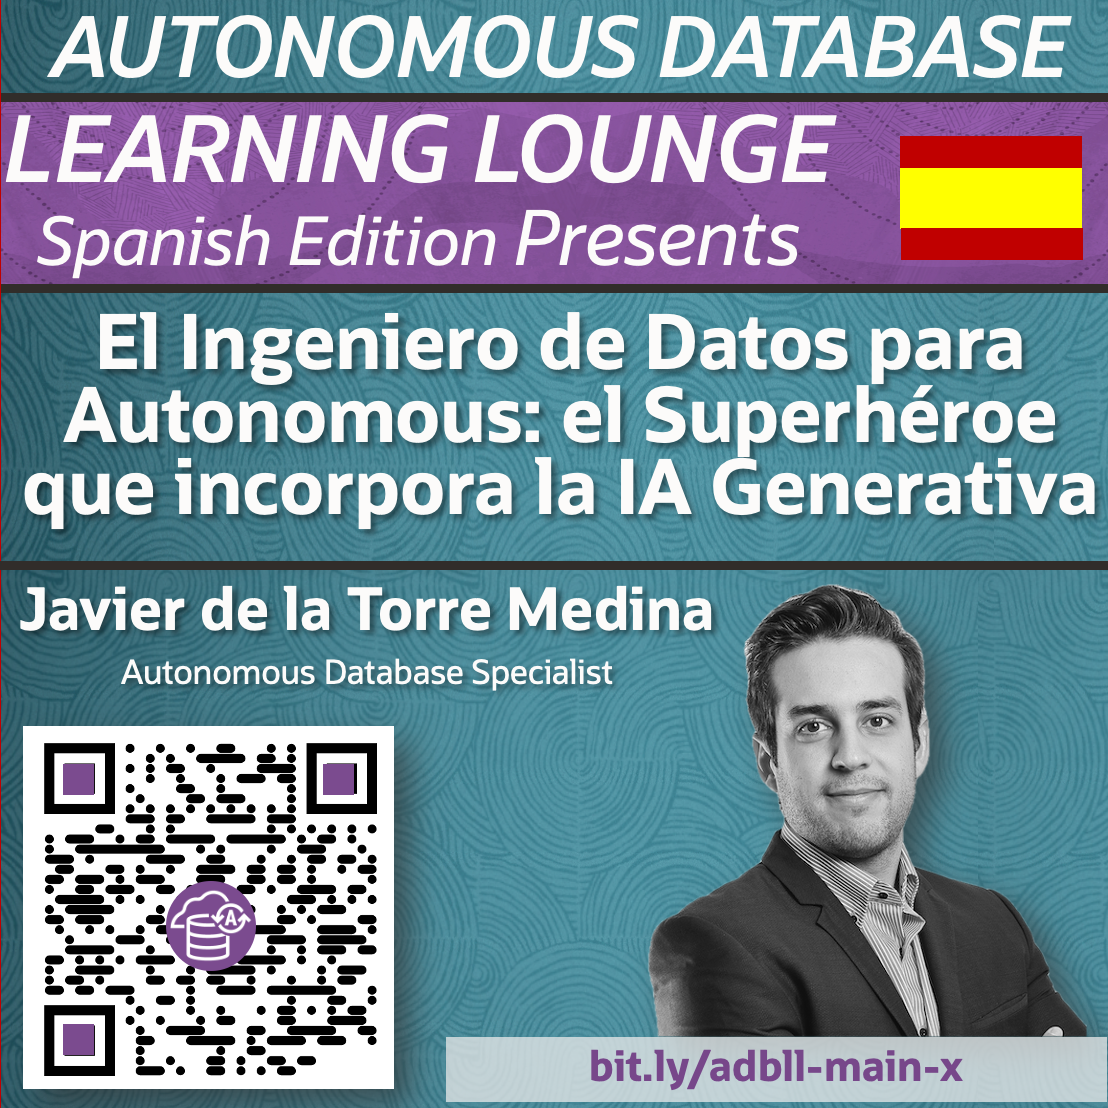 AUTONOMOUS DATABASE
LEARNING LOUNGE
Spanish Edition Presents
El Ingeniero de Datos para
Autonomous: el Superhéroe
que incorpora la IA Generativa
Javier de la Torre Medina
Autonomous Database Specialist
A
bit.ly/adbll-main-x